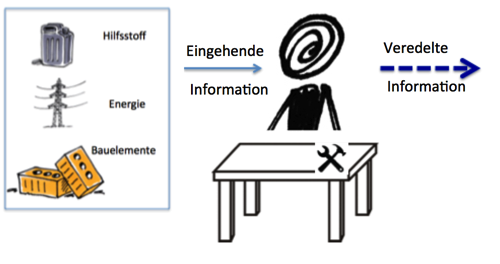 Hilfsstoff
Energie
Bauelemente
Eingehende
Information
Veredelte
Information